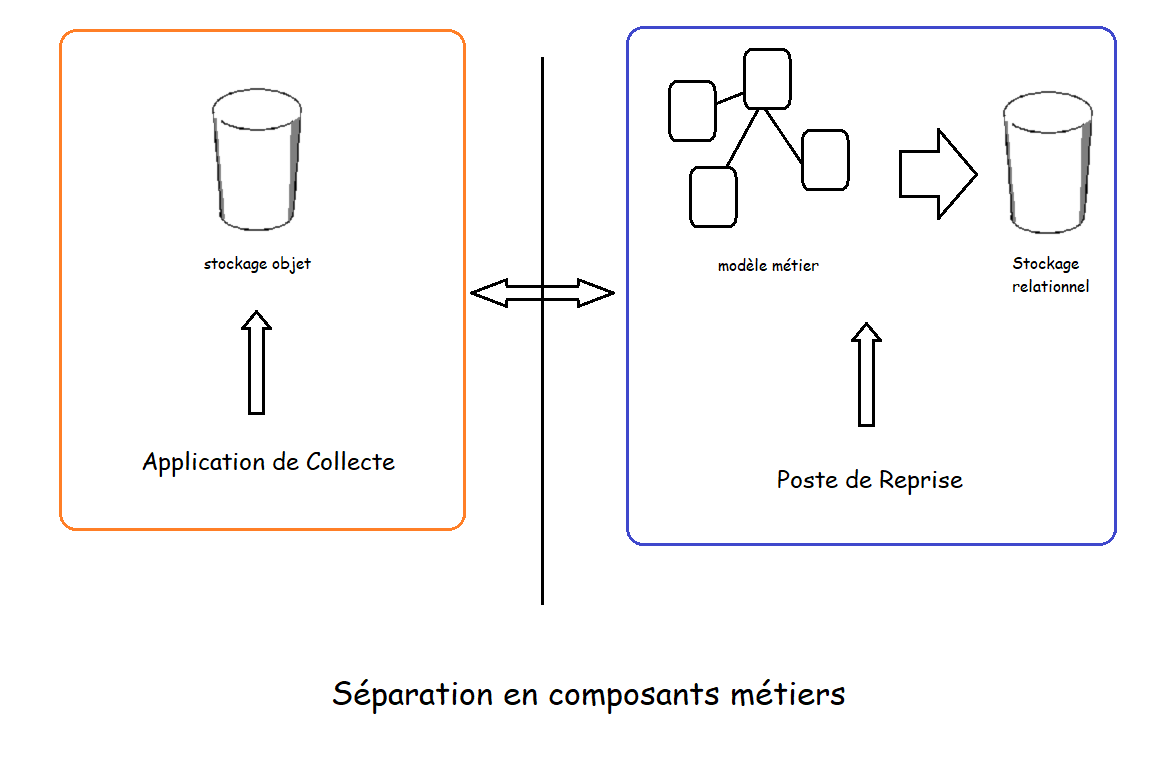 stockage objet
Application de Collecte
modèle métier
Stockage
relationnel
Poste de Reprise
Séparation en composants métiers